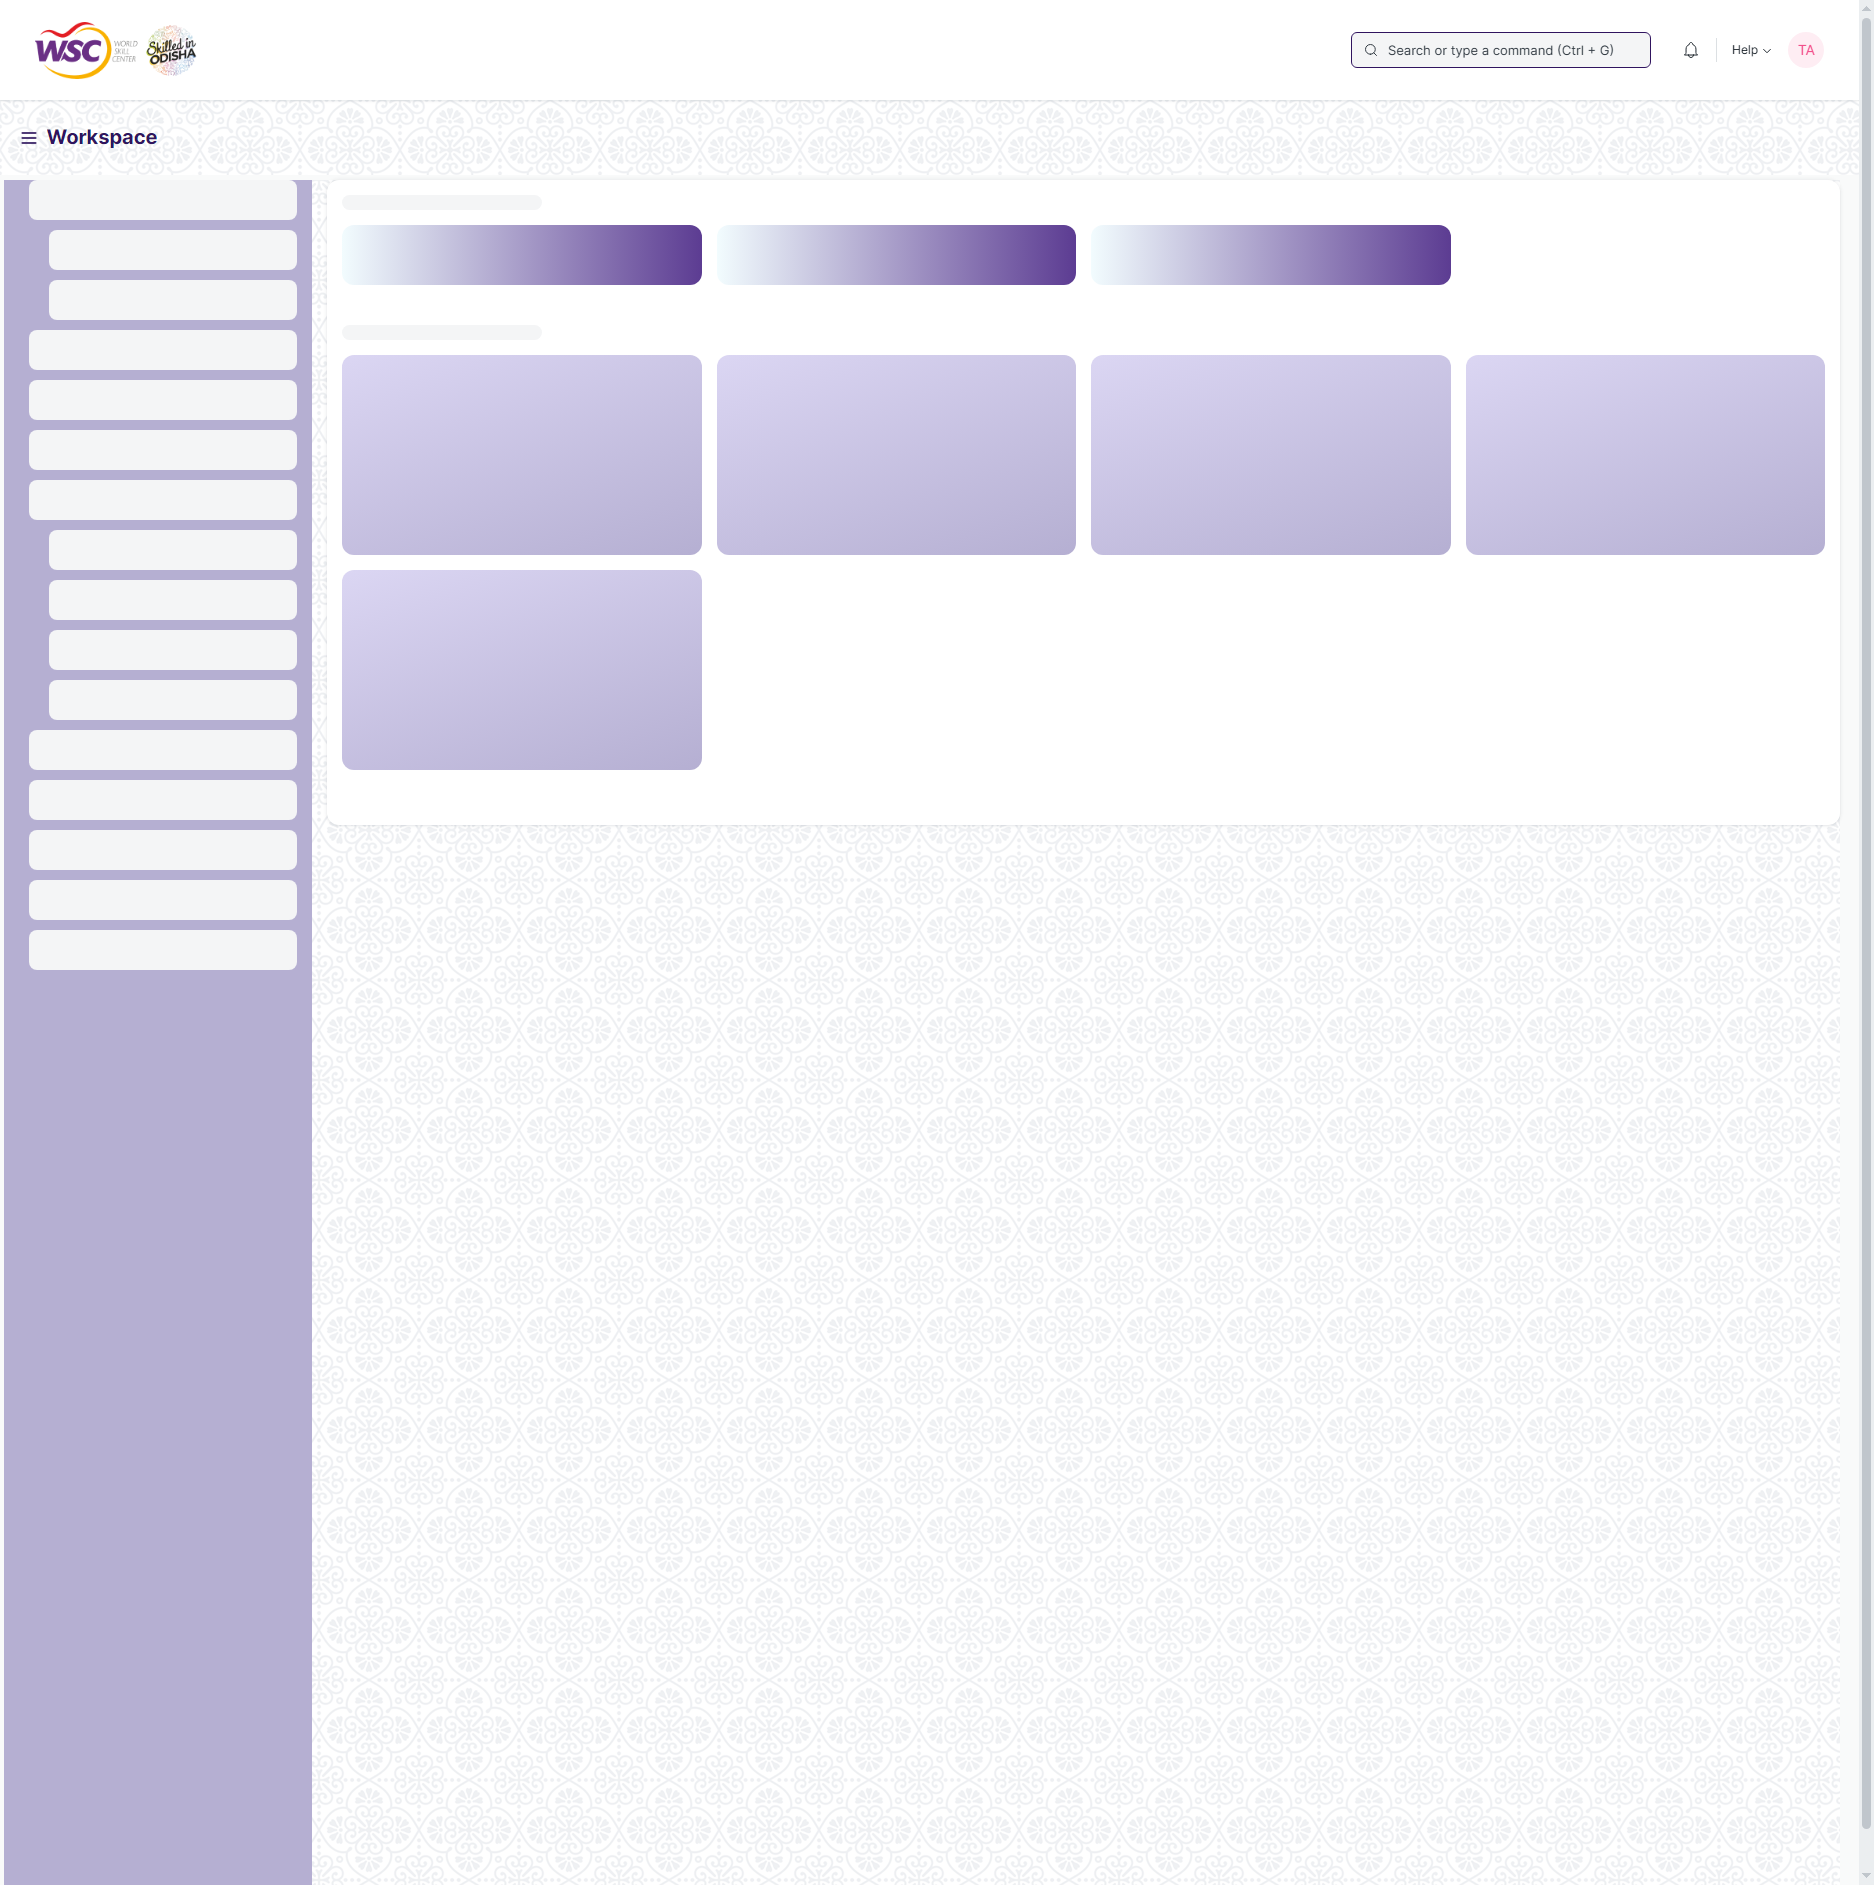 WSC
WORLD
SKILL
CENTER
Skilled in
ODISHA
Search or type a command (Ctrl + G)
Help
TA
Workspace